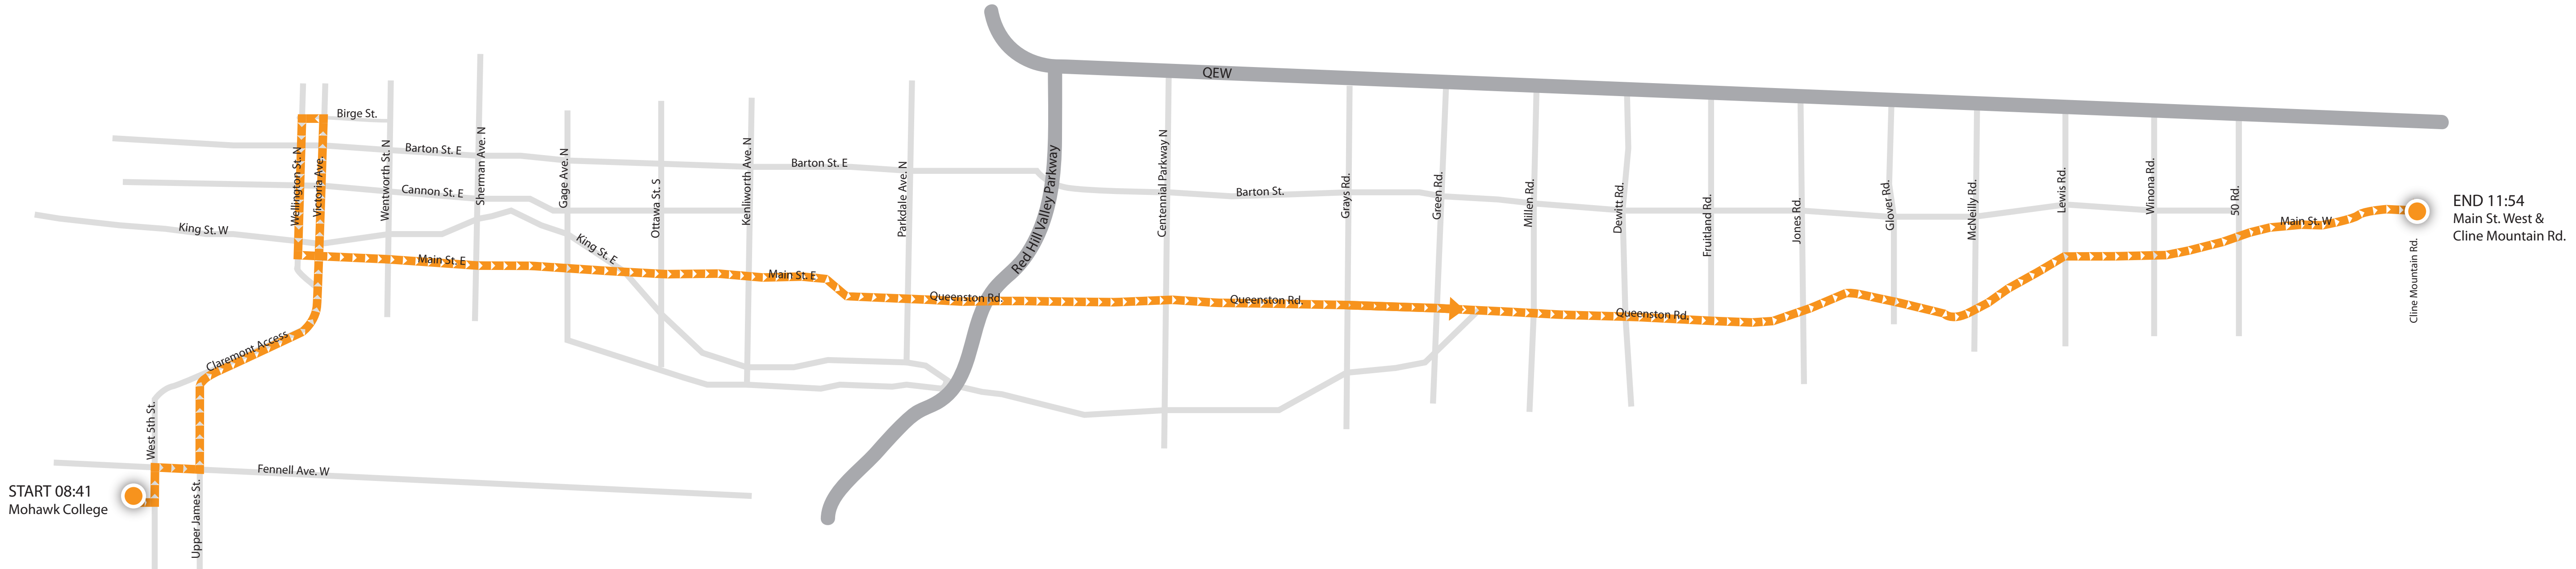 QEW
Birge St.
Barton St. E
Barton St. E
Cannon St. E
Barton St.
King St. W
King St. E
Main St. E
Main St. E
Queenston Rd.
Queenston Rd.
Queenston Rd.
Main St. W
Wellington St. N
Victoria Ave.
Wentworth St. N
Sherman Ave. N
Gage Ave. N
Ottawa St. S
Kenliworth Ave. N
Parkdale Ave. N
Red Hill Valley Parkway
Centennial Parkway N
Grays Rd.
Green Rd.
Millen Rd.
Dewitt Rd.
Fruitland Rd.
Jones Rd.
Glover Rd.
McNeilly Rd.
Lewis Rd.
Winona Rd.
50 Rd.
Cline Mountain Rd.
END 11:54
Main St. West &
Cline Mountain Rd.
Claremont Access
West 5th St.
Fennell Ave. W
Upper James St.
START 08:41
Mohawk College